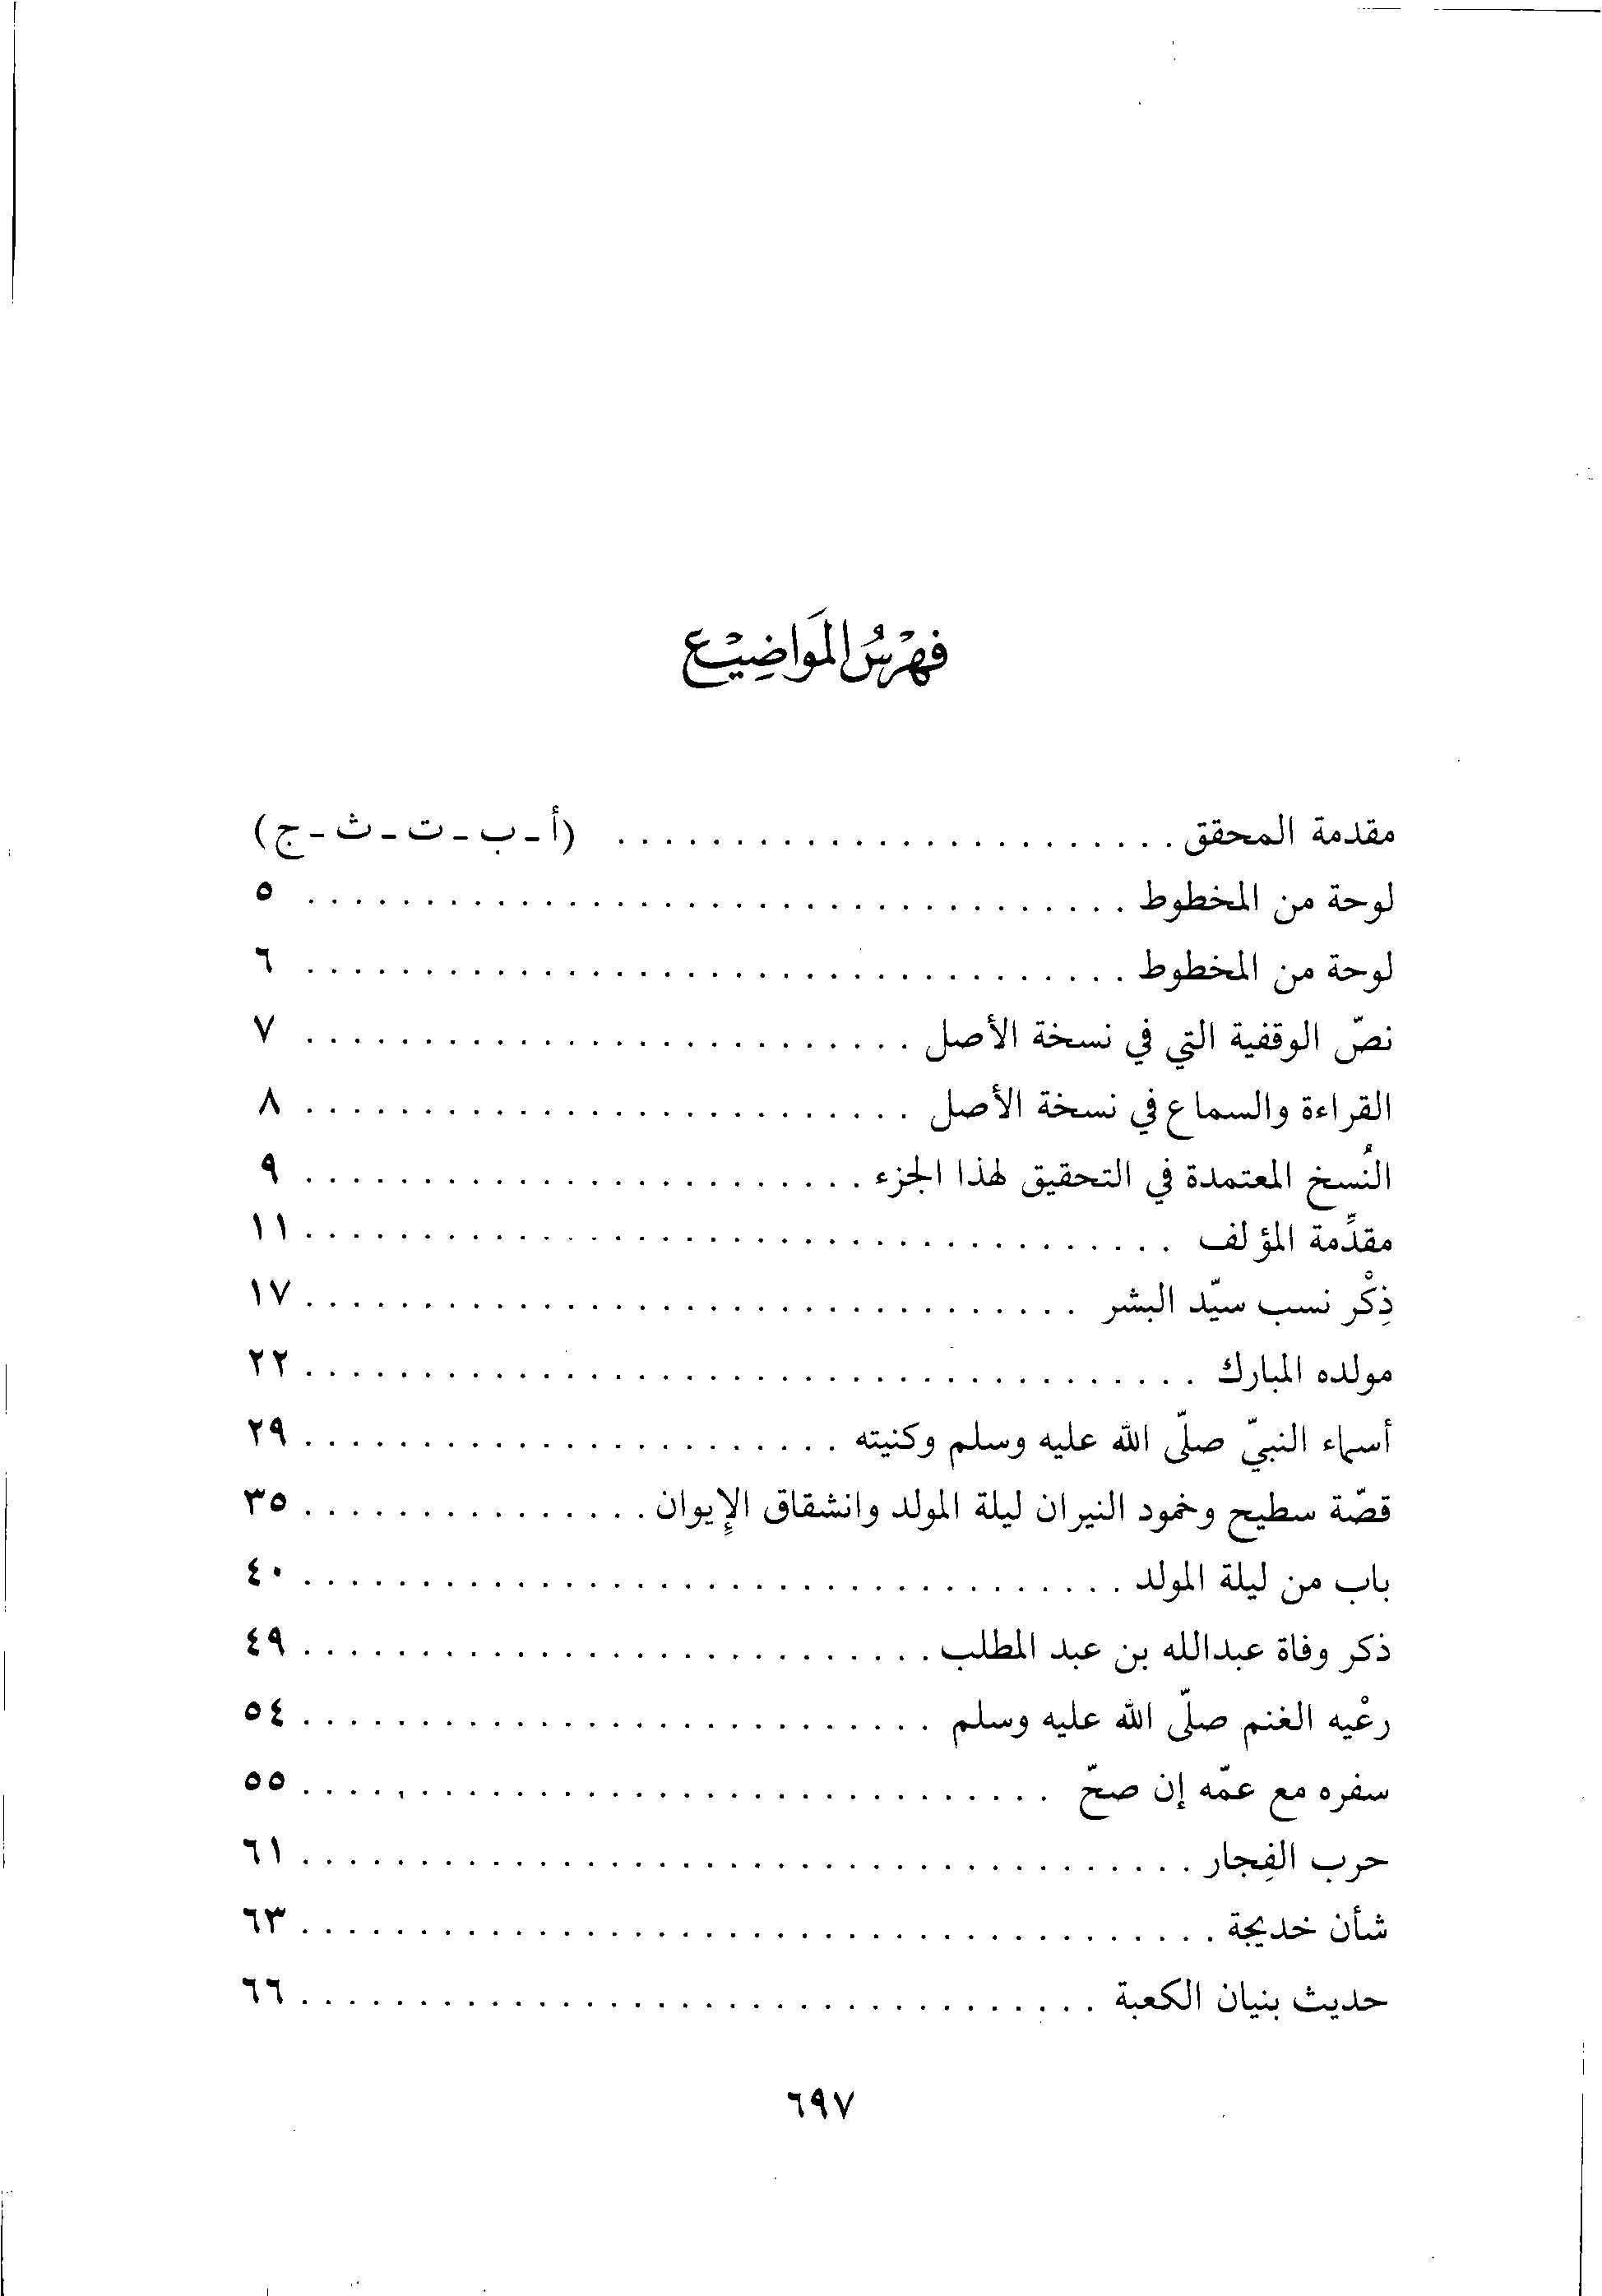 فِهْرسُ المَواضِيْع
مقدمة المحقق . . . . . . . . . . . . . . . . . . . . . . . . (أ - ب - ت - ث - ج)
لوحة من المخطوط . . . . . . . . . . . . . . . . . . . . . . . . . . . . . . . . . . . ٥
لوحة من المخطوط . . . . . . . . . . . . . . . . . . . . . . . . . . . . . . . . . . . ٦
نصّ الوقفية التي في نسخة الأصل . . . . . . . . . . . . . . . . . . . . . . . . . . ٧
القراءة والسماع في نسخة الأصل . . . . . . . . . . . . . . . . . . . . . . . . . . ٨
النُسخ المعتمدة في التحقيق لهذا الجزء . . . . . . . . . . . . . . . . . . . . . . . . ٩
مقدِّمة المؤلف . . . . . . . . . . . . . . . . . . . . . . . . . . . . . . . . . . . . . ١١
ذِكْر نسب سيّد البشر . . . . . . . . . . . . . . . . . . . . . . . . . . . . . . . . . ١٧
مولده المبارك . . . . . . . . . . . . . . . . . . . . . . . . . . . . . . . . . . . . . . ٢٢
أسماء النبيّ صلّى الله عليه وسلم وكنيته . . . . . . . . . . . . . . . . . . . . . . . ٢٩
قصّة سطيح وخمود النيران ليلة المولد وانشقاق الإيوان . . . . . . . . . . . . . . . ٣٥
باب من ليلة المولد . . . . . . . . . . . . . . . . . . . . . . . . . . . . . . . . . . . ٤٠
ذكر وفاة عبدالله بن عبد المطلب . . . . . . . . . . . . . . . . . . . . . . . . . . . ٤٩
رعْيه الغنم صلّى الله عليه وسلم . . . . . . . . . . . . . . . . . . . . . . . . . . . ٥٤
سفره مع عمّه إن صحّ . . . . . . . . . . . . . . . . . . . . . . . . . . . . . . . . ٥٥
حرب الفِجار . . . . . . . . . . . . . . . . . . . . . . . . . . . . . . . . . . . . . . ٦١
شأن خديجة . . . . . . . . . . . . . . . . . . . . . . . . . . . . . . . . . . . . . . . ٦٣
حديث بنيان الكعبة . . . . . . . . . . . . . . . . . . . . . . . . . . . . . . . . . . ٦٦
٦٩٧